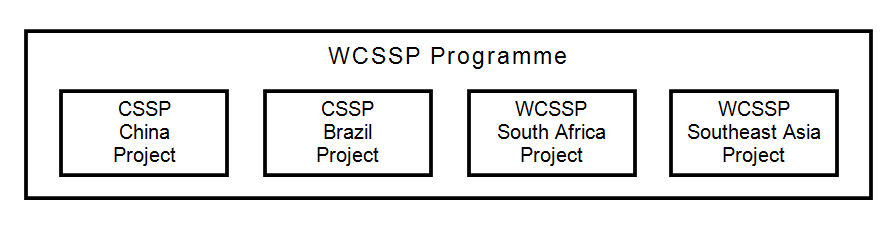 WCSSP Programme
CSSP
China
Project
CSSP
Brazil
Project
WCSSP
South Africa
Project
WCSSP
Southeast Asia
Project